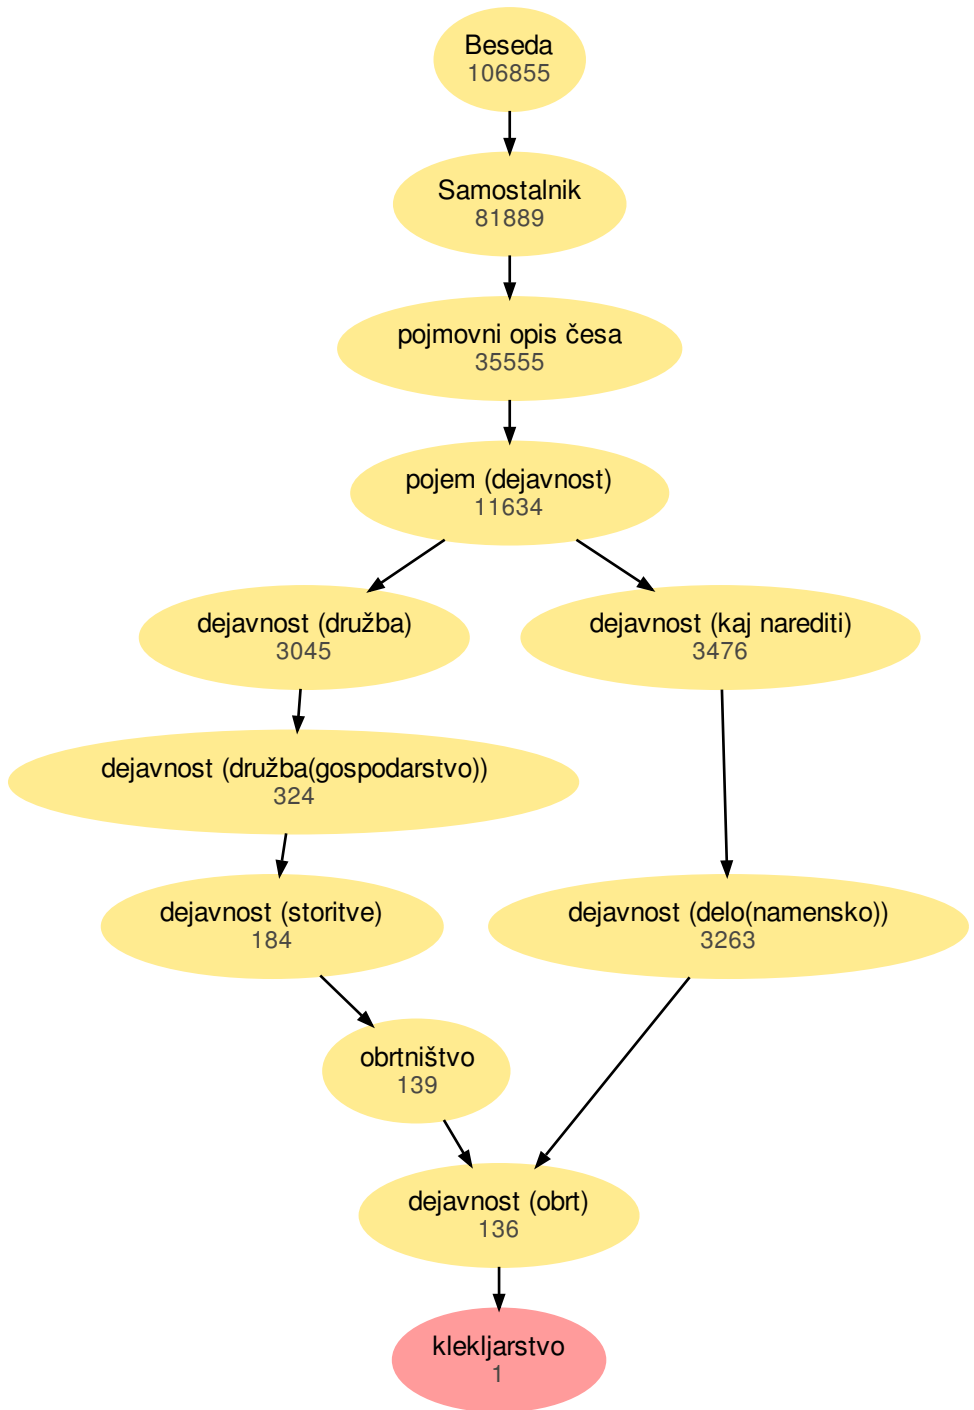 Beseda
106855
Samostalnik
81889
pojmovni opis česa
35555
pojem (dejavnost)
11634
dejavnost (družba)
3045
dejavnost (kaj narediti)
3476
dejavnost (družba(gospodarstvo))
324
dejavnost (storitve)
184
dejavnost (delo(namensko))
3263
obrtništvo
139
dejavnost (obrt)
136
klekljarstvo
1